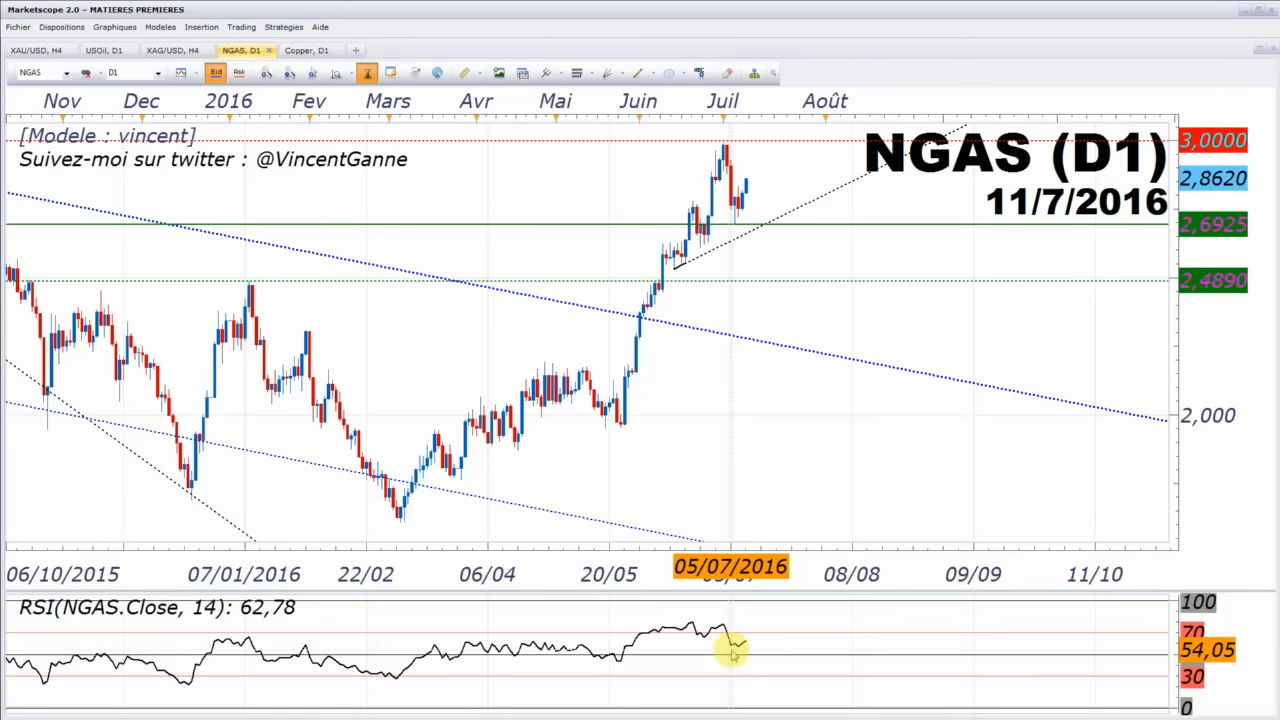 Marketscope 2.0 – MATIERES PREMIERES
Fichier Dispositions Graphiques Modeles Insertion Trading Strategies Aide
XAU/USD, H4 USOil, D1 XAG/USD, H4 NGAS, D1 Copper, D1
NGAS D1 Bid Ask
Nov Dec 2016 Fev Mars Avr Mai Juin Juil Août
[Modele : vincent]
Suivez-moi sur twitter : @VincentGanne
NGAS (D1)
11/7/2016
3,0000
2,8620
2,6925
2,4890
2,000
06/10/2015 07/01/2016 22/02 06/04 20/05 05/07/2016 08/08 09/09 11/10
RSI(NGAS.Close, 14): 62,78
100
70
54,05
30
0